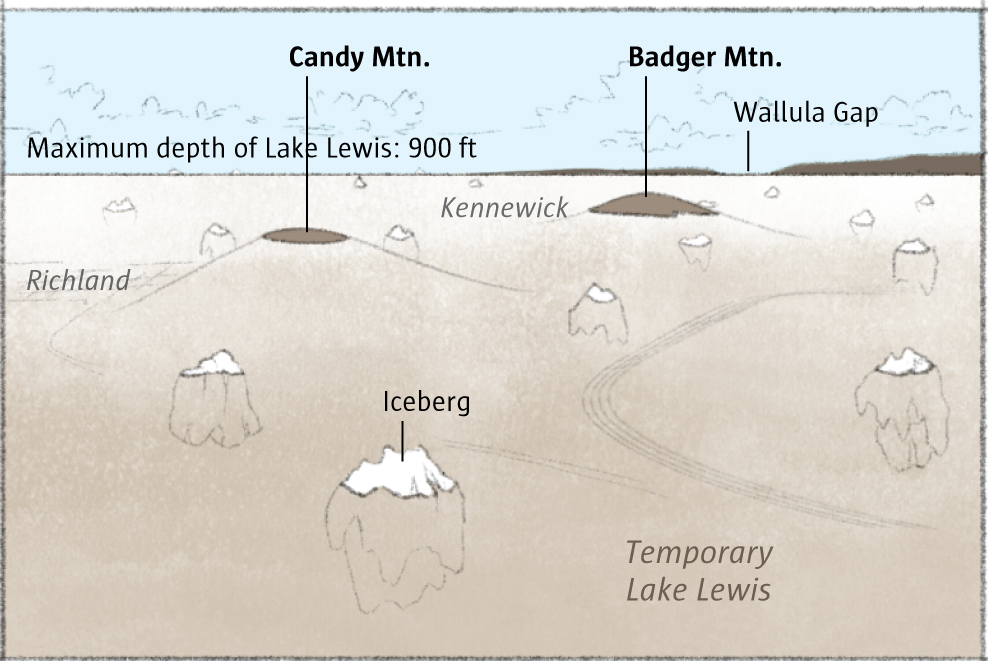 Candy Mtn.
Badger Mtn.
Wallula Gap
Maximum depth of Lake Lewis: 900 ft
Kennewick
Richland
Iceberg
Temporary
Lake Lewis